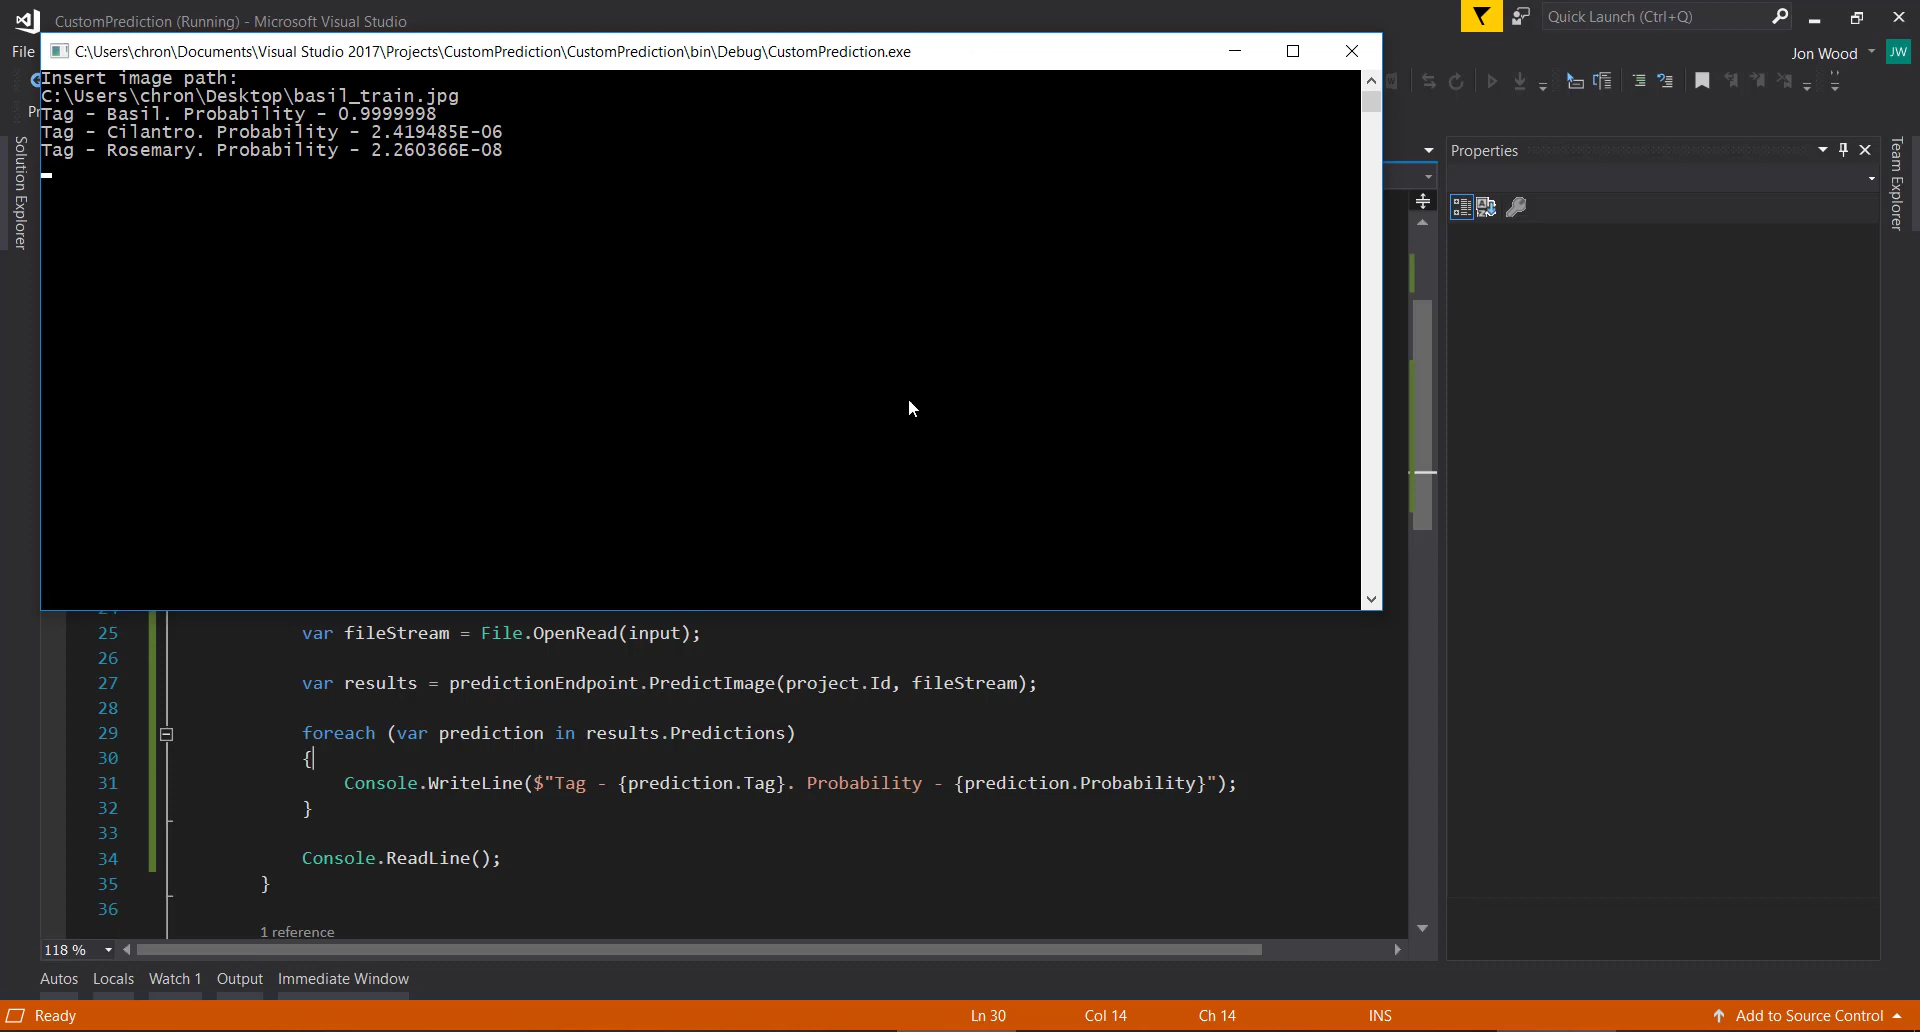 CustomPrediction (Running) - Microsoft Visual Studio
Quick Launch (Ctrl+Q)
File
C:\Users\chron\Documents\Visual Studio 2017\Projects\CustomPrediction\CustomPrediction\bin\Debug\CustomPrediction.exe
Jon Wood
JW
Insert image path:
C:\Users\chron\Desktop\basil_train.jpg
Tag - Basil. Probability - 0.9999998
Tag - Cilantro. Probability - 2.419485E-06
Tag - Rosemary. Probability - 2.260366E-08
Pr
Solution Explorer
Properties
Team Explorer
25 var fileStream = File.OpenRead(input);
26
27 var results = predictionEndpoint.PredictImage(project.Id, fileStream);
28
29 foreach (var prediction in results.Predictions)
30 {
31 Console.WriteLine($"Tag - {prediction.Tag}. Probability - {prediction.Probability}");
32 }
33
34 Console.ReadLine();
35 }
36
1 reference
118 %
Autos Locals Watch 1 Output Immediate Window
Ready Ln 30 Col 14 Ch 14 INS Add to Source Control